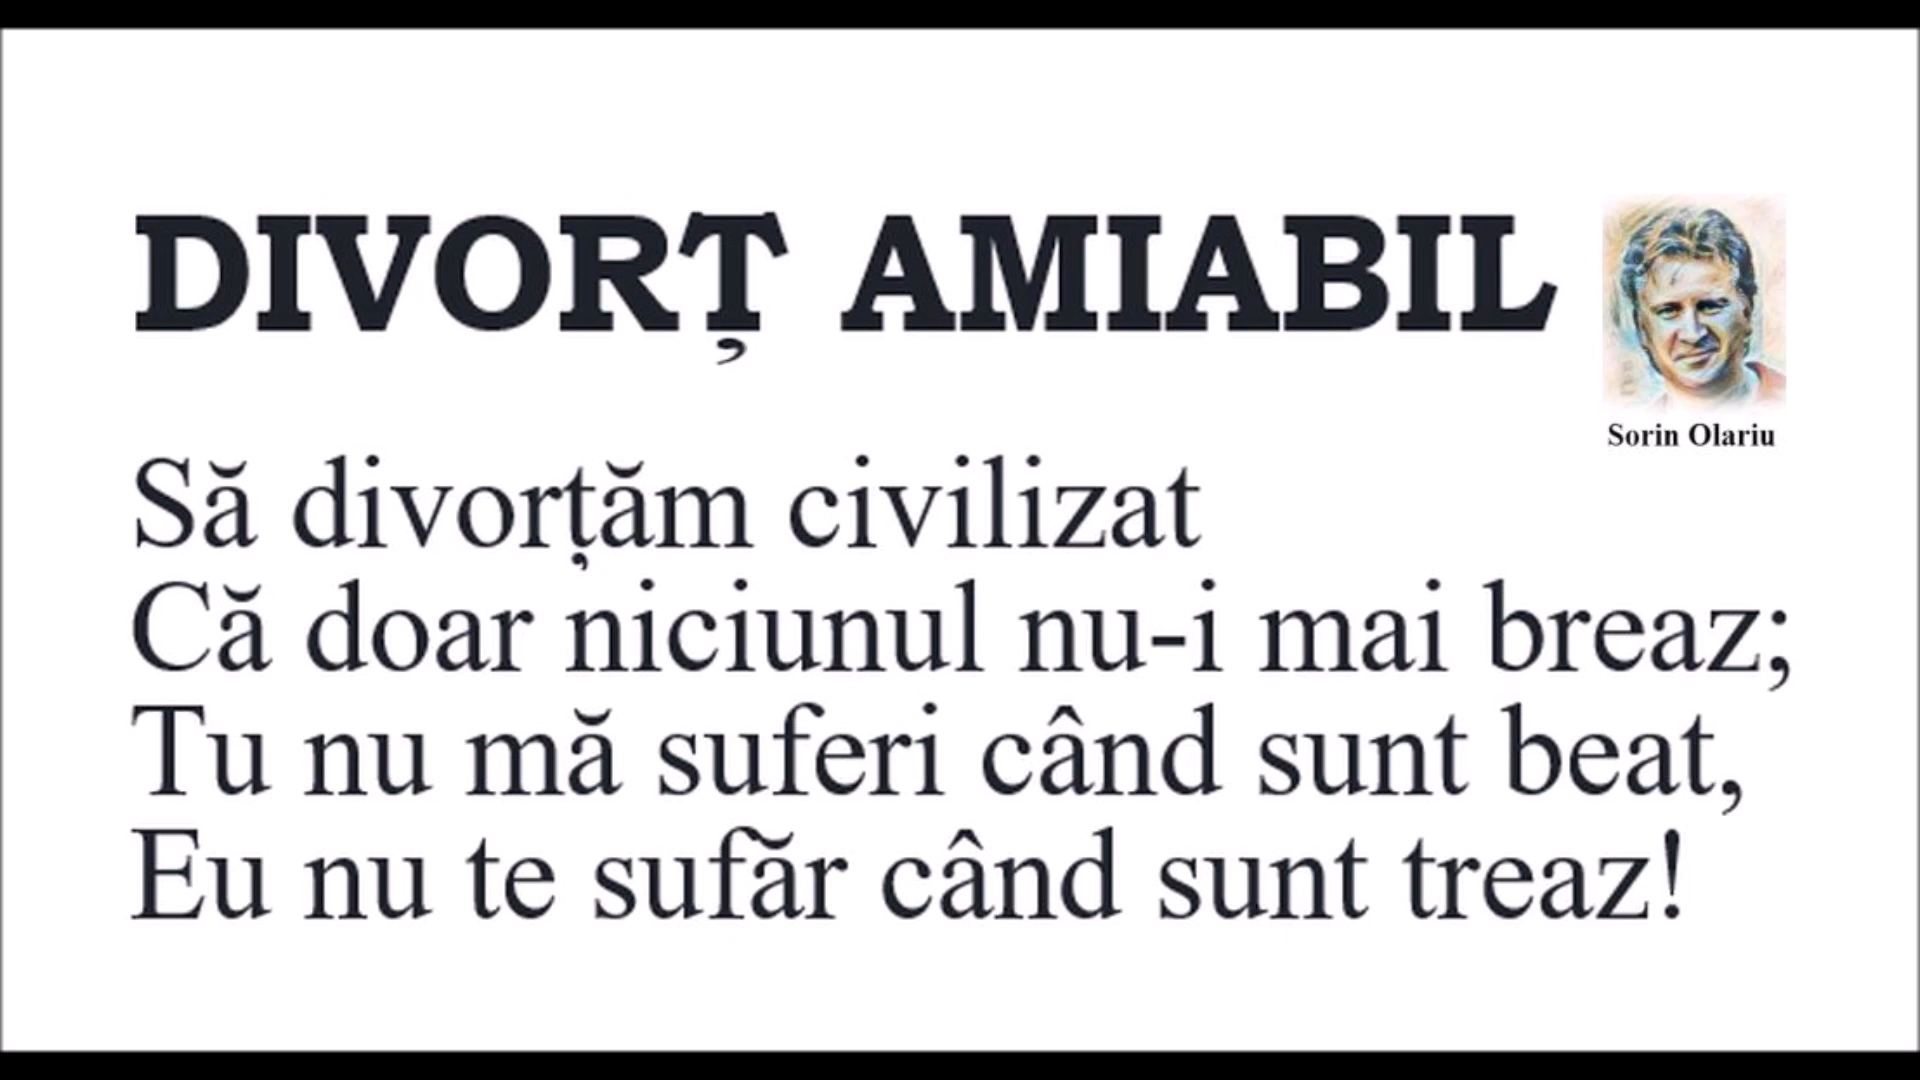 DIVORȚ AMIABIL
Sorin Olariu
Să divorțăm civilizat
Că doar niciunul nu-i mai breaz;
Tu nu mă suferi când sunt beat,
Eu nu te sufăr când sunt treaz!